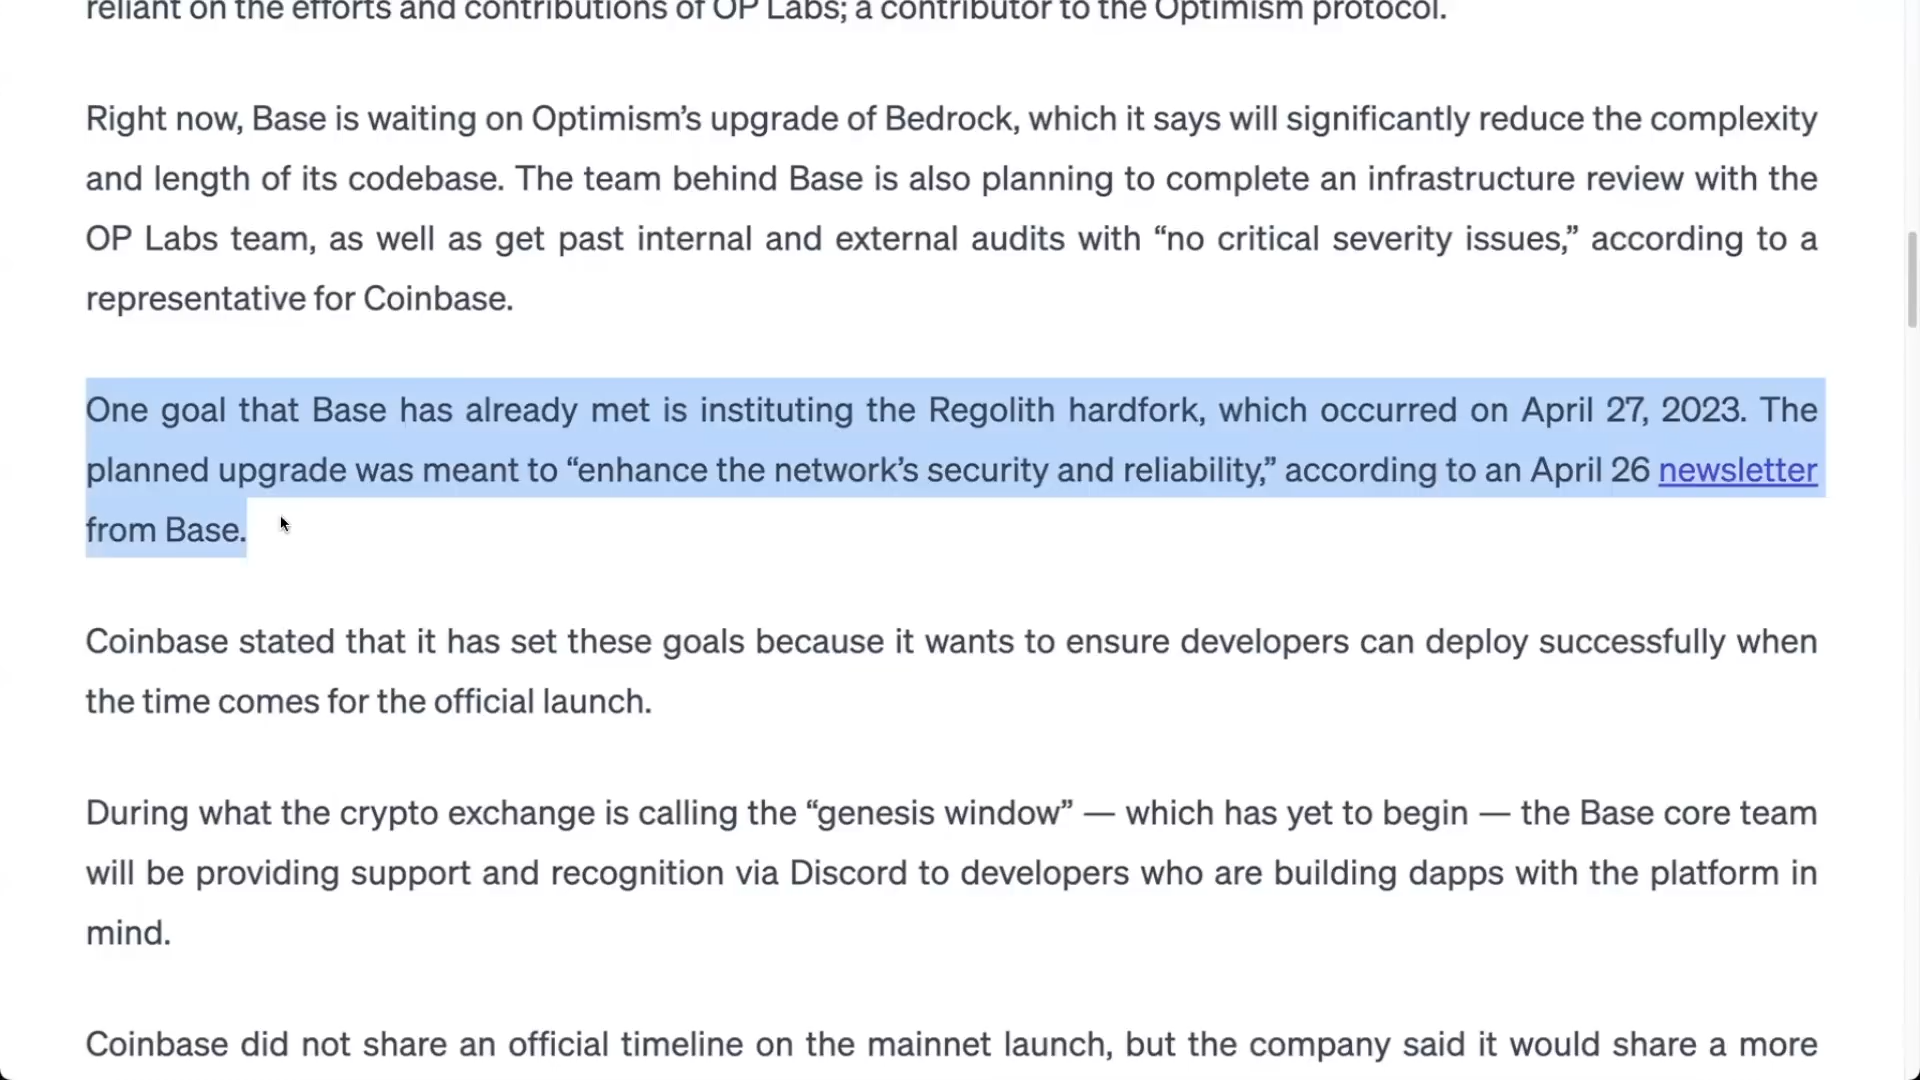 reliant on the efforts and contributions of OP Labs; a contributor to the Optimism protocol.
Right now, Base is waiting on Optimism’s upgrade of Bedrock, which it says will significantly reduce the complexity
and length of its codebase. The team behind Base is also planning to complete an infrastructure review with the
OP Labs team, as well as get past internal and external audits with “no critical severity issues,” according to a
representative for Coinbase.
One goal that Base has already met is instituting the Regolith hardfork, which occurred on April 27, 2023. The
planned upgrade was meant to “enhance the network’s security and reliability,” according to an April 26 newsletter
from Base.
Coinbase stated that it has set these goals because it wants to ensure developers can deploy successfully when
the time comes for the official launch.
During what the crypto exchange is calling the “genesis window” — which has yet to begin — the Base core team
will be providing support and recognition via Discord to developers who are building dapps with the platform in
mind.
Coinbase did not share an official timeline on the mainnet launch, but the company said it would share a more